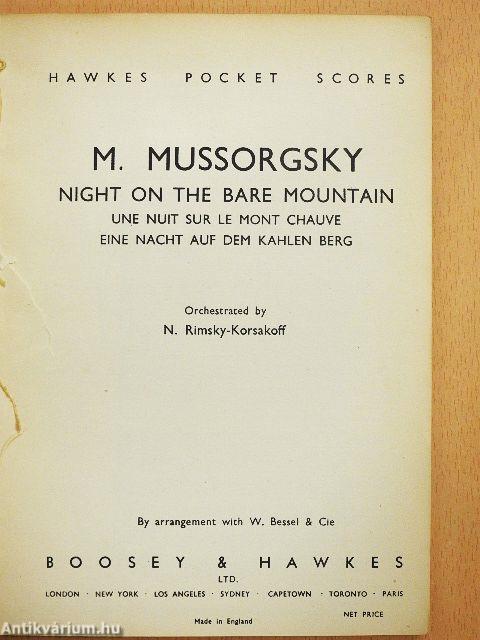 HAWKES POCKET SCORES
M. MUSSORGSKY
NIGHT ON THE BARE MOUNTAIN
UNE NUIT SUR LE MONT CHAUVE
EINE NACHT AUF DEM KAHLEN BERG
Orchestrated by
N. Rimsky-Korsakoff
By arrangement with W. Bessel & Cie
BOOSEY & HAWKES
LTD.
LONDON · NEW YORK · LOS ANGELES · SYDNEY · CAPETOWN · TORONTO · PARIS
NET PRICE
Made in England
Antikvárium.hu